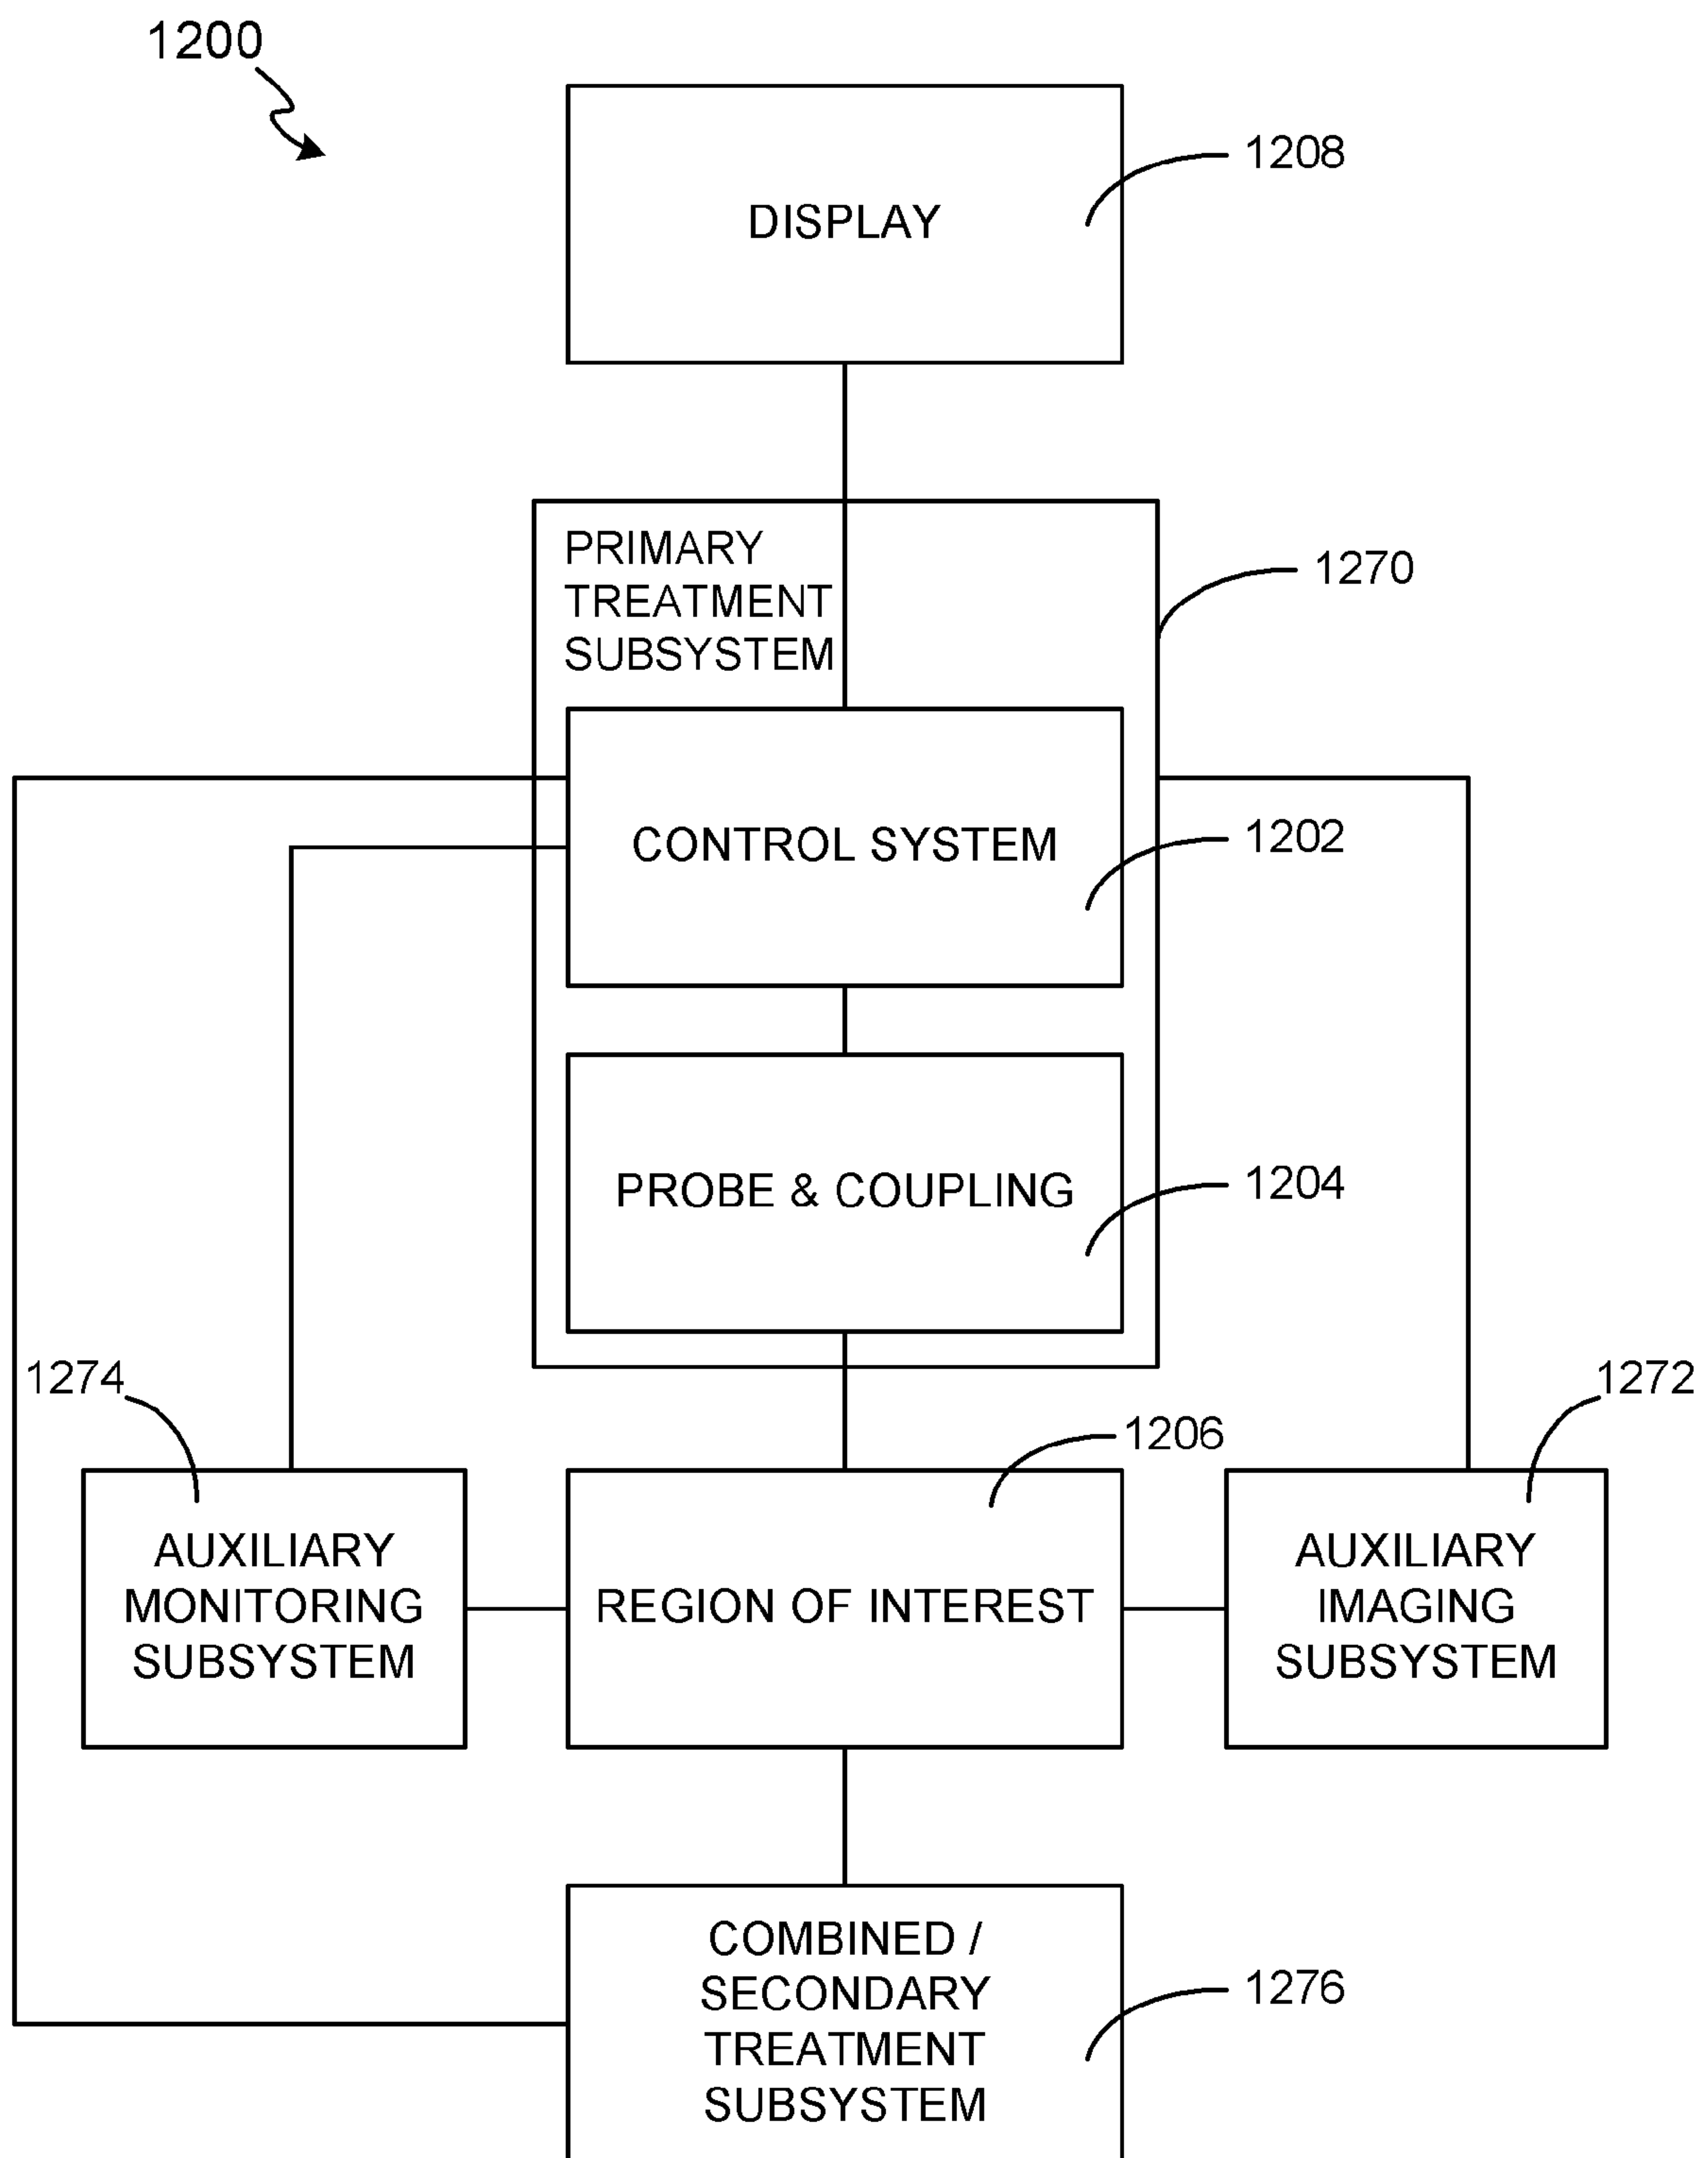 1200
DISPLAY
1208
PRIMARY
TREATMENT
SUBSYSTEM
1270
CONTROL SYSTEM
1202
PROBE & COUPLING
1204
1274
1206
1272
AUXILIARY
MONITORING
SUBSYSTEM
REGION OF INTEREST
AUXILIARY
IMAGING
SUBSYSTEM
COMBINED /
SECONDARY
TREATMENT
SUBSYSTEM
1276